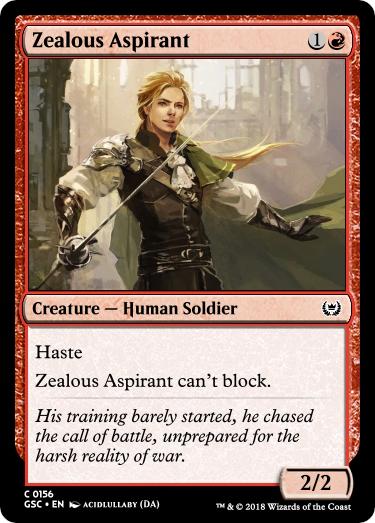 Zealous Aspirant 1
Creature — Human Soldier
Haste
Zealous Aspirant can't block.
His training barely started, he chased
the call of battle, unprepared for the
harsh reality of war.
2/2
C 0156
GSC • EN ACIDLULLABY (DA) ™ & © 2018 Wizards of the Coast